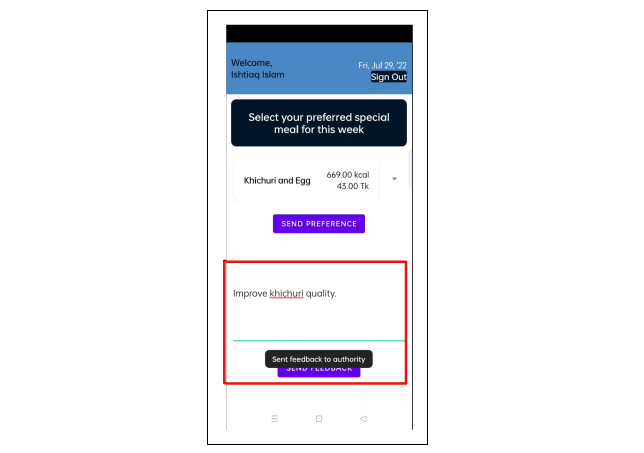 Welcome,
Ishtiaq Islam
Fri, Jul 29, '22
Sign Out
Select your preferred special
meal for this week
Khichuri and Egg
669.00 kcal
43.00 Tk
SEND PREFERENCE
Improve khichuri quality.
Sent feedback to authority
SEND FEEDBACK